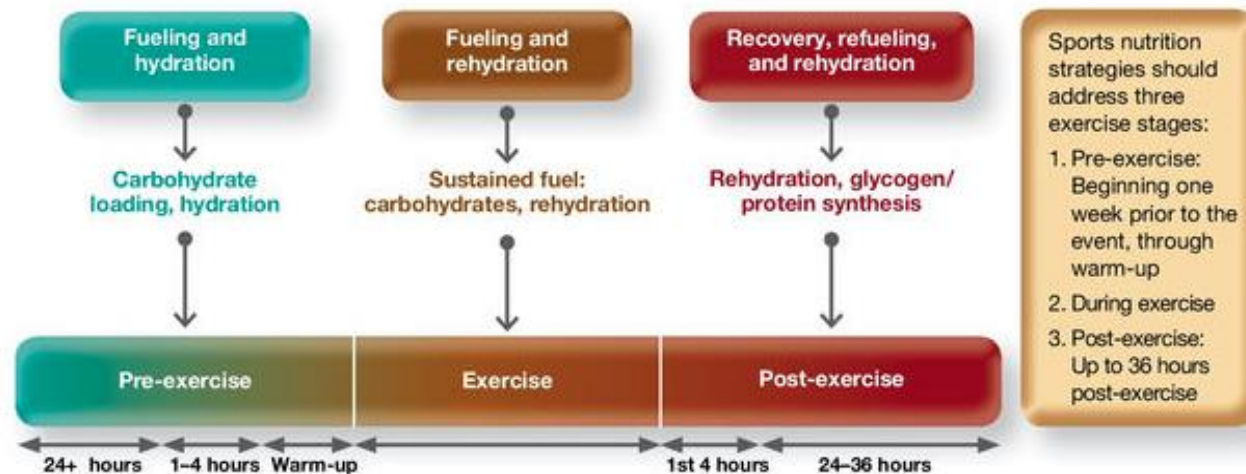 Fueling and
hydration
Fueling and
rehydration
Recovery, refueling,
and rehydration
Carbohydrate
loading, hydration
Sustained fuel:
carbohydrates, rehydration
Rehydration, glycogen/
protein synthesis
Pre-exercise
Exercise
Post-exercise
24+ hours
1–4 hours
Warm-up
1st 4 hours
24–36 hours
Sports nutrition
strategies should
address three
exercise stages:
1. Pre-exercise:
Beginning one
week prior to the
event, through
warm-up
2. During exercise
3. Post-exercise:
Up to 36 hours
post-exercise